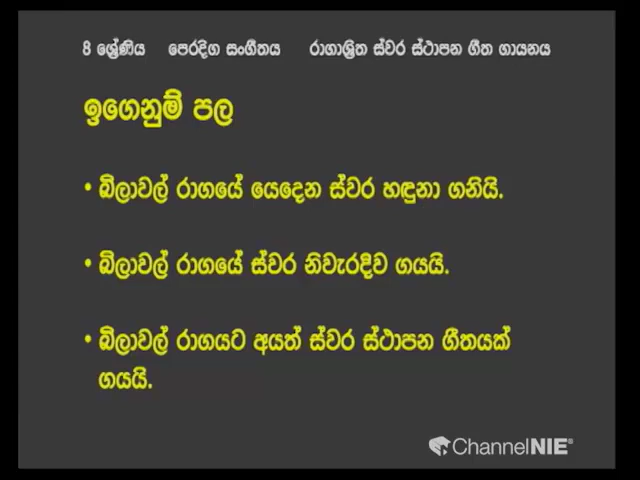 8 ශ්‍රේණිය පෙරදිග සංගීතය රාගාශ්‍රිත ස්වර ස්ථාපන ගීත ගායනය
ඉගෙනුම් පල
• බිලාවල් රාගයේ යෙදෙන ස්වර හඳුනා ගනියි.
• බිලාවල් රාගයේ ස්වර නිවැරදිව ගයයි.
• බිලාවල් රාගයට අයත් ස්වර ස්ථාපන ගීතයක්
ගයයි.
ChannelNIE®